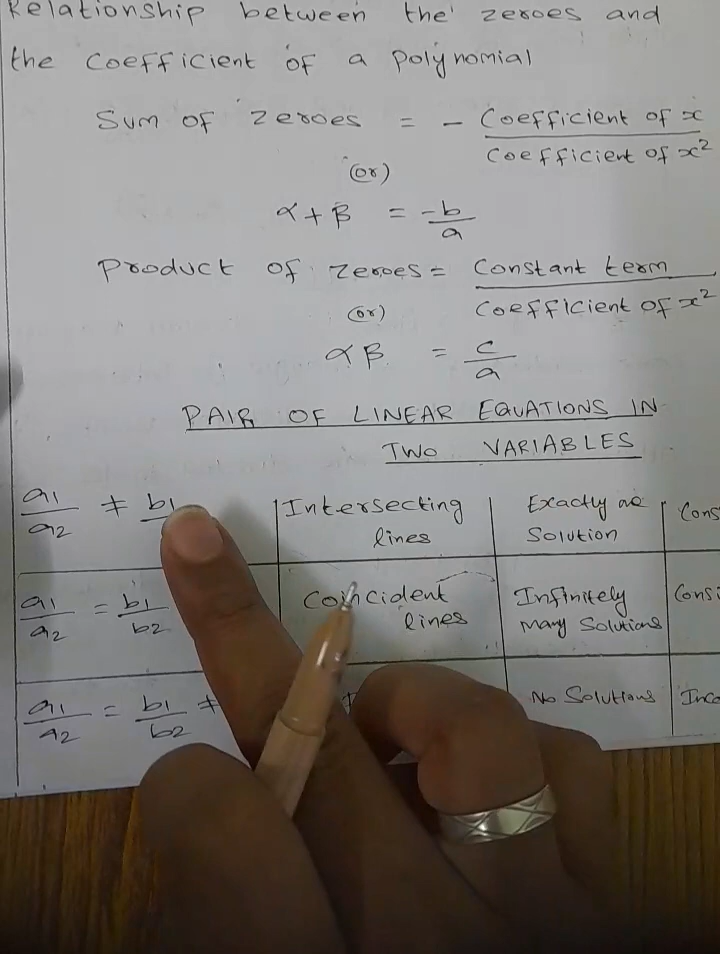 Relationship between the zeroes and
the coefficient of a polynomial
Sum of zeroes = - Coefficient of x / Coefficient of x²
(or)
α + β = -b/a
Product of zeroes = Constant term / Coefficient of x²
(or)
αβ = c/a
PAIR OF LINEAR EQUATIONS IN
TWO VARIABLES
a1/a2 ≠ b1 Intersecting lines Exactly Solution
a1/a2 = b1/b2 Coincident lines Infinitely many Solutions
a1/a2 = b1/b2 ≠ No Solutions